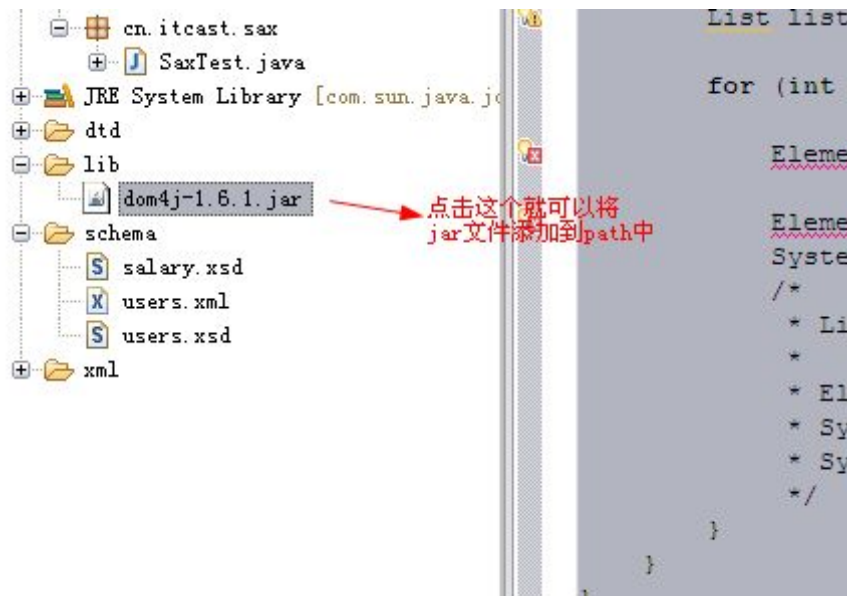 cn.itcast.sax
SaxTest.java
JRE System Library [com.sun.java.jc
dtd
lib
dom4j-1.6.1.jar
schema
salary.xsd
users.xml
users.xsd
xml
点击这个就可以将
jar文件添加到path中
List list
for (int
Eleme
Eleme
Syste
/*
* Li
*
* El
* Sy
* Sy
*/
}
}